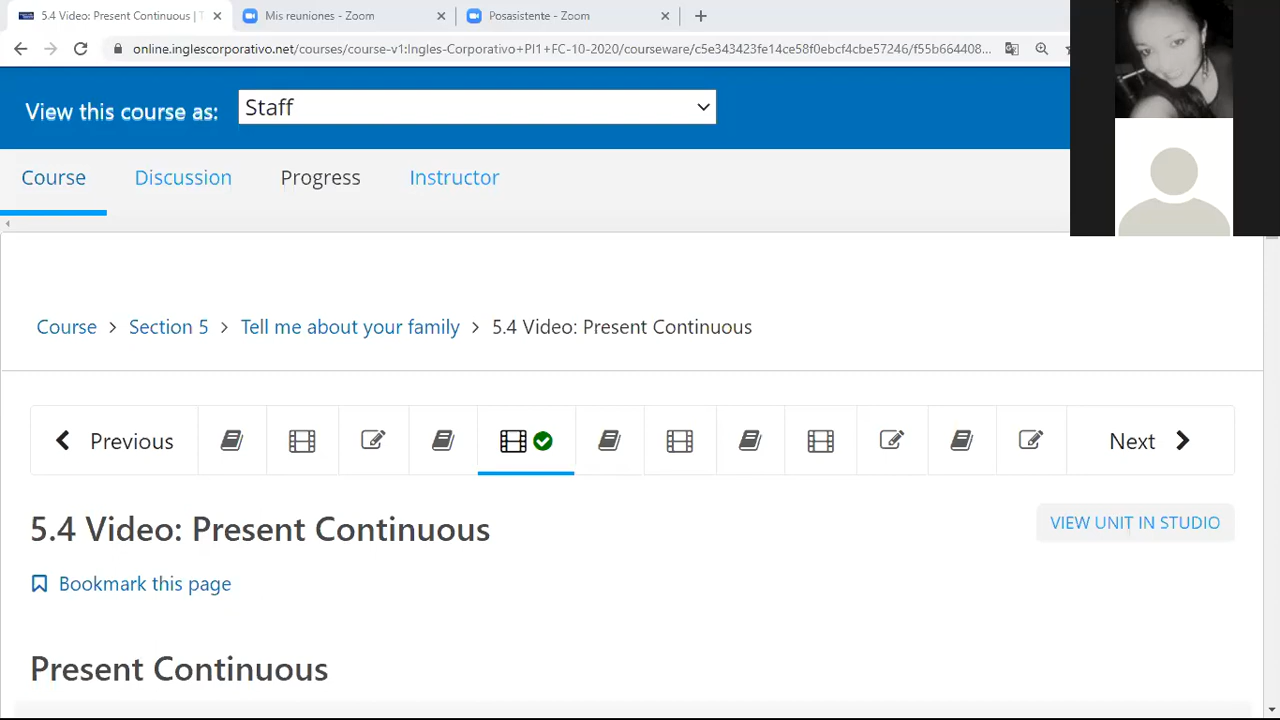 5.4 Video: Present Continuous | T
Mis reuniones - Zoom
Posasistente - Zoom
online.inglescorporativo.net/courses/course-v1:Ingles-Corporativo+PI1+FC-10-2020/courseware/c5e343423fe14ce58f0ebcf4cbe57246/f55b664408...
View this course as:
Staff
Course
Discussion
Progress
Instructor
Course > Section 5 > Tell me about your family > 5.4 Video: Present Continuous
Previous
Next
5.4 Video: Present Continuous
VIEW UNIT IN STUDIO
Bookmark this page
Present Continuous